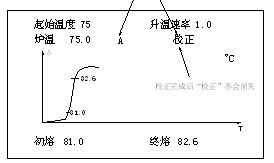 起始温度 75 升温速率 1.0
炉温 75.0 A 校正
℃
校正完成后“校正”亦会消失
82.6
81.0
T
初熔 81.0 终熔 82.6